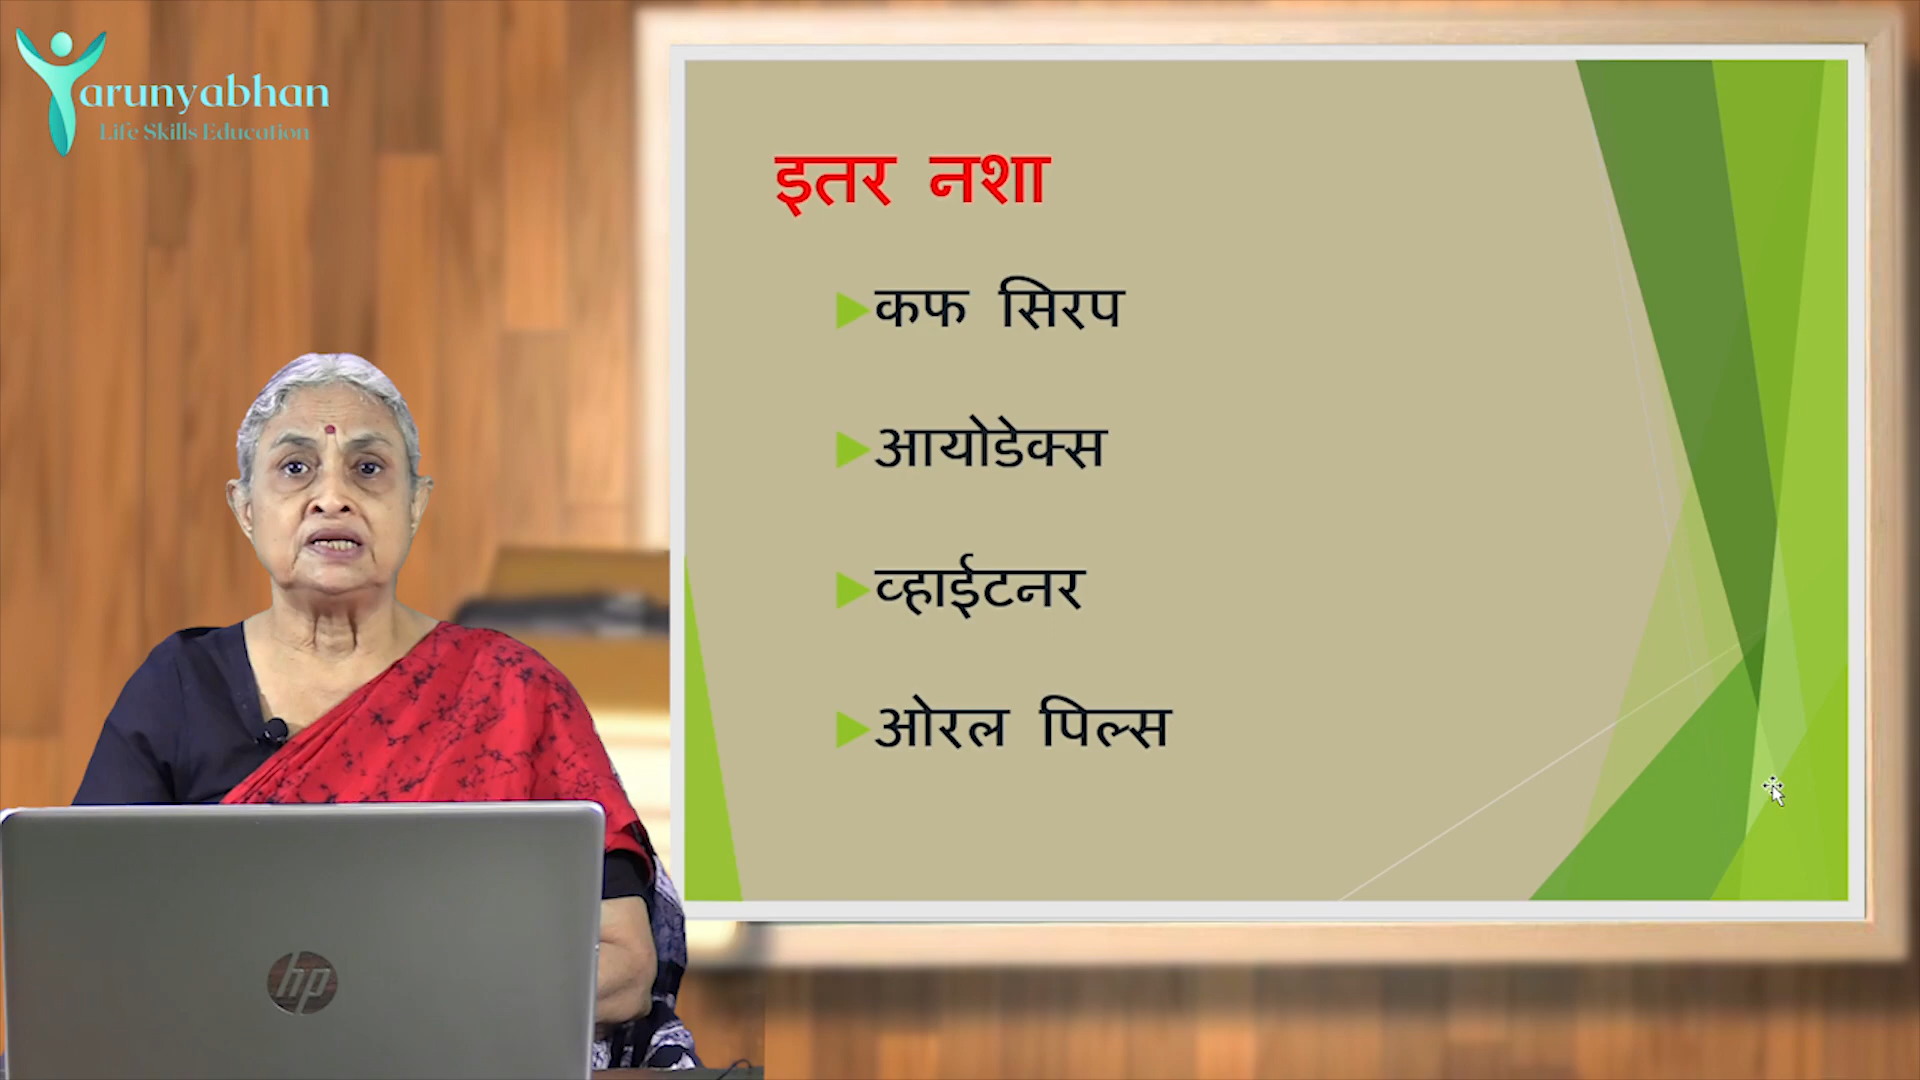 Tarunyabhan
Life Skills Education
इतर नशा
कफ सिरप
आयोडेक्स
व्हाईटनर
ओरल पिल्स
hp